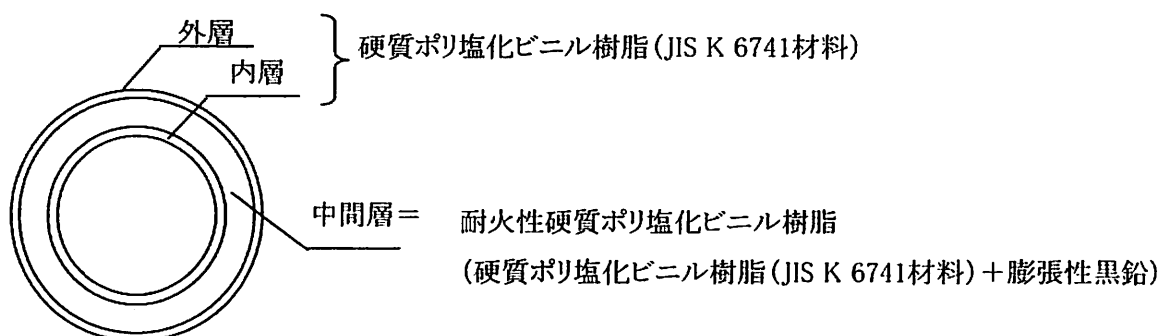 外層
硬質ポリ塩化ビニル樹脂(JIS K 6741材料)
内層
中間層＝
耐火性硬質ポリ塩化ビニル樹脂
(硬質ポリ塩化ビニル樹脂(JIS K 6741材料)＋膨張性黒鉛)